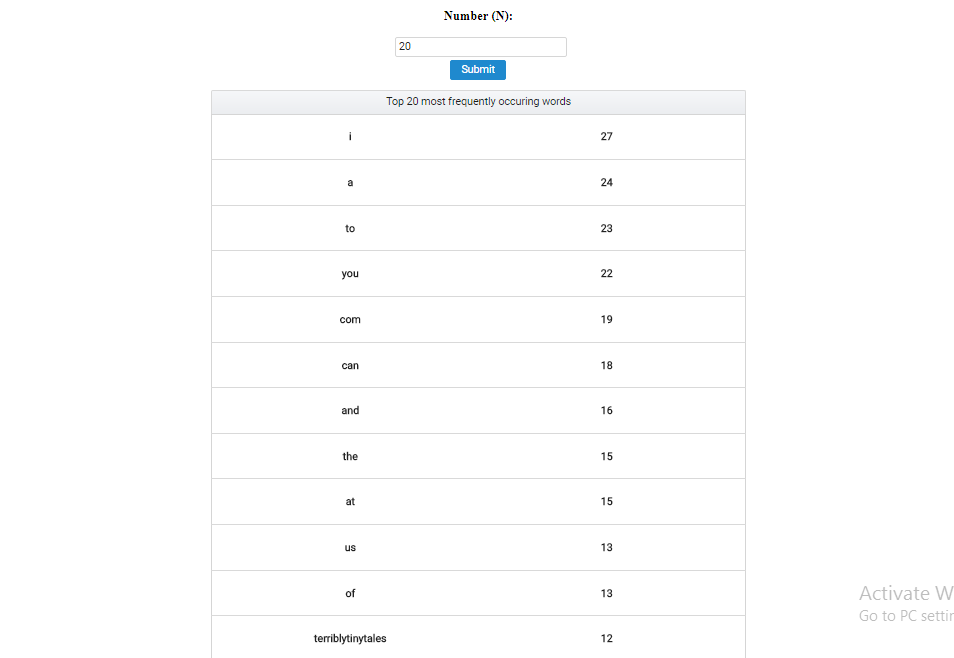 Number (N):
20
Submit
Top 20 most frequently occuring words
i 27
a 24
to 23
you 22
com 19
can 18
and 16
the 15
at 15
us 13
of 13
terriblytinytales 12
Activate W
Go to PC settin